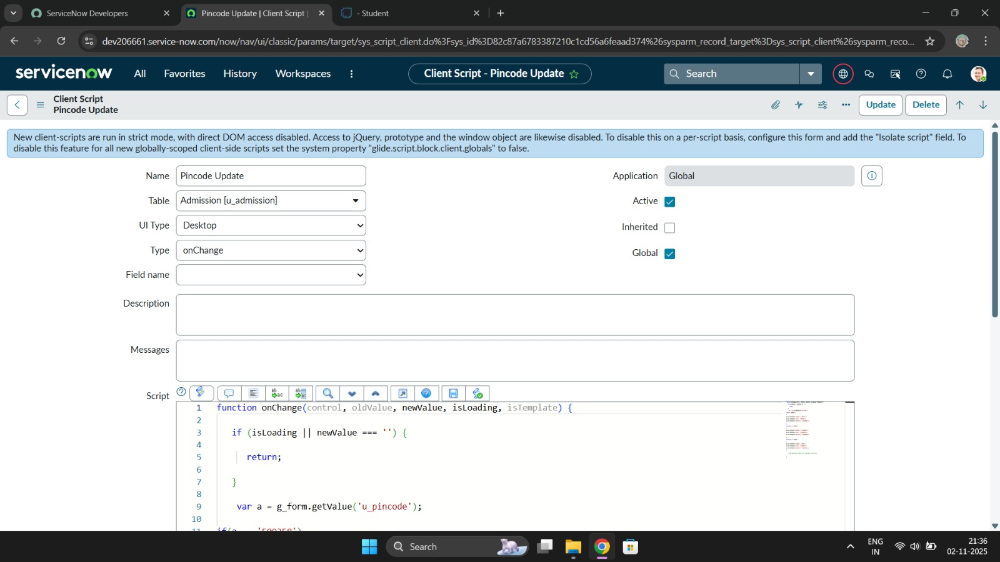 ServiceNow Developers
Pincode Update | Client Script |
- Student
dev206661.service-now.com/now/nav/ui/classic/params/target/sys_script_client.do%3Fsys_id%3D82c87a6783387210c1cd56a6feaad374%26sysparm_record_target%3Dsys_script_client%26sysparm_reco...
servicenow
All
Favorites
History
Workspaces
Client Script - Pincode Update
Search
Client Script
Pincode Update
Update
Delete
New client-scripts are run in strict mode, with direct DOM access disabled. Access to jQuery, prototype and the window object are likewise disabled. To disable this on a per-script basis, configure this form and add the "Isolate script" field. To
disable this feature for all new globally-scoped client-side scripts set the system property "glide.script.block.client.globals" to false.
Name
Pincode Update
Application
Global
Table
Admission [u_admission]
Active
UI Type
Desktop
Inherited
Type
onChange
Global
Field name
Description
Messages
Script
1 function onChange(control, oldValue, newValue, isLoading, isTemplate) {
2
3 if (isLoading || newValue === '') {
4
5 return;
6
7 }
8
9 var a = g_form.getValue('u_pincode');
10
Search
ENG
IN
21:36
02-11-2025